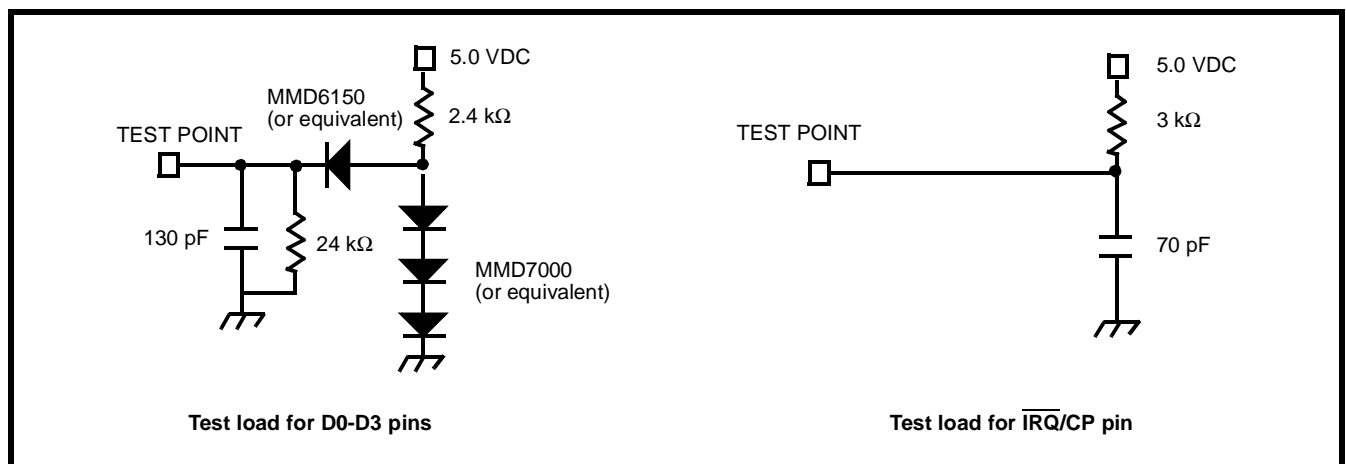 5.0 VDC
MMD6150
(or equivalent)
2.4 kΩ
TEST POINT
130 pF
24 kΩ
MMD7000
(or equivalent)
Test load for D0-D3 pins
5.0 VDC
3 kΩ
TEST POINT
70 pF
Test load for I̅R̅Q̅/CP pin